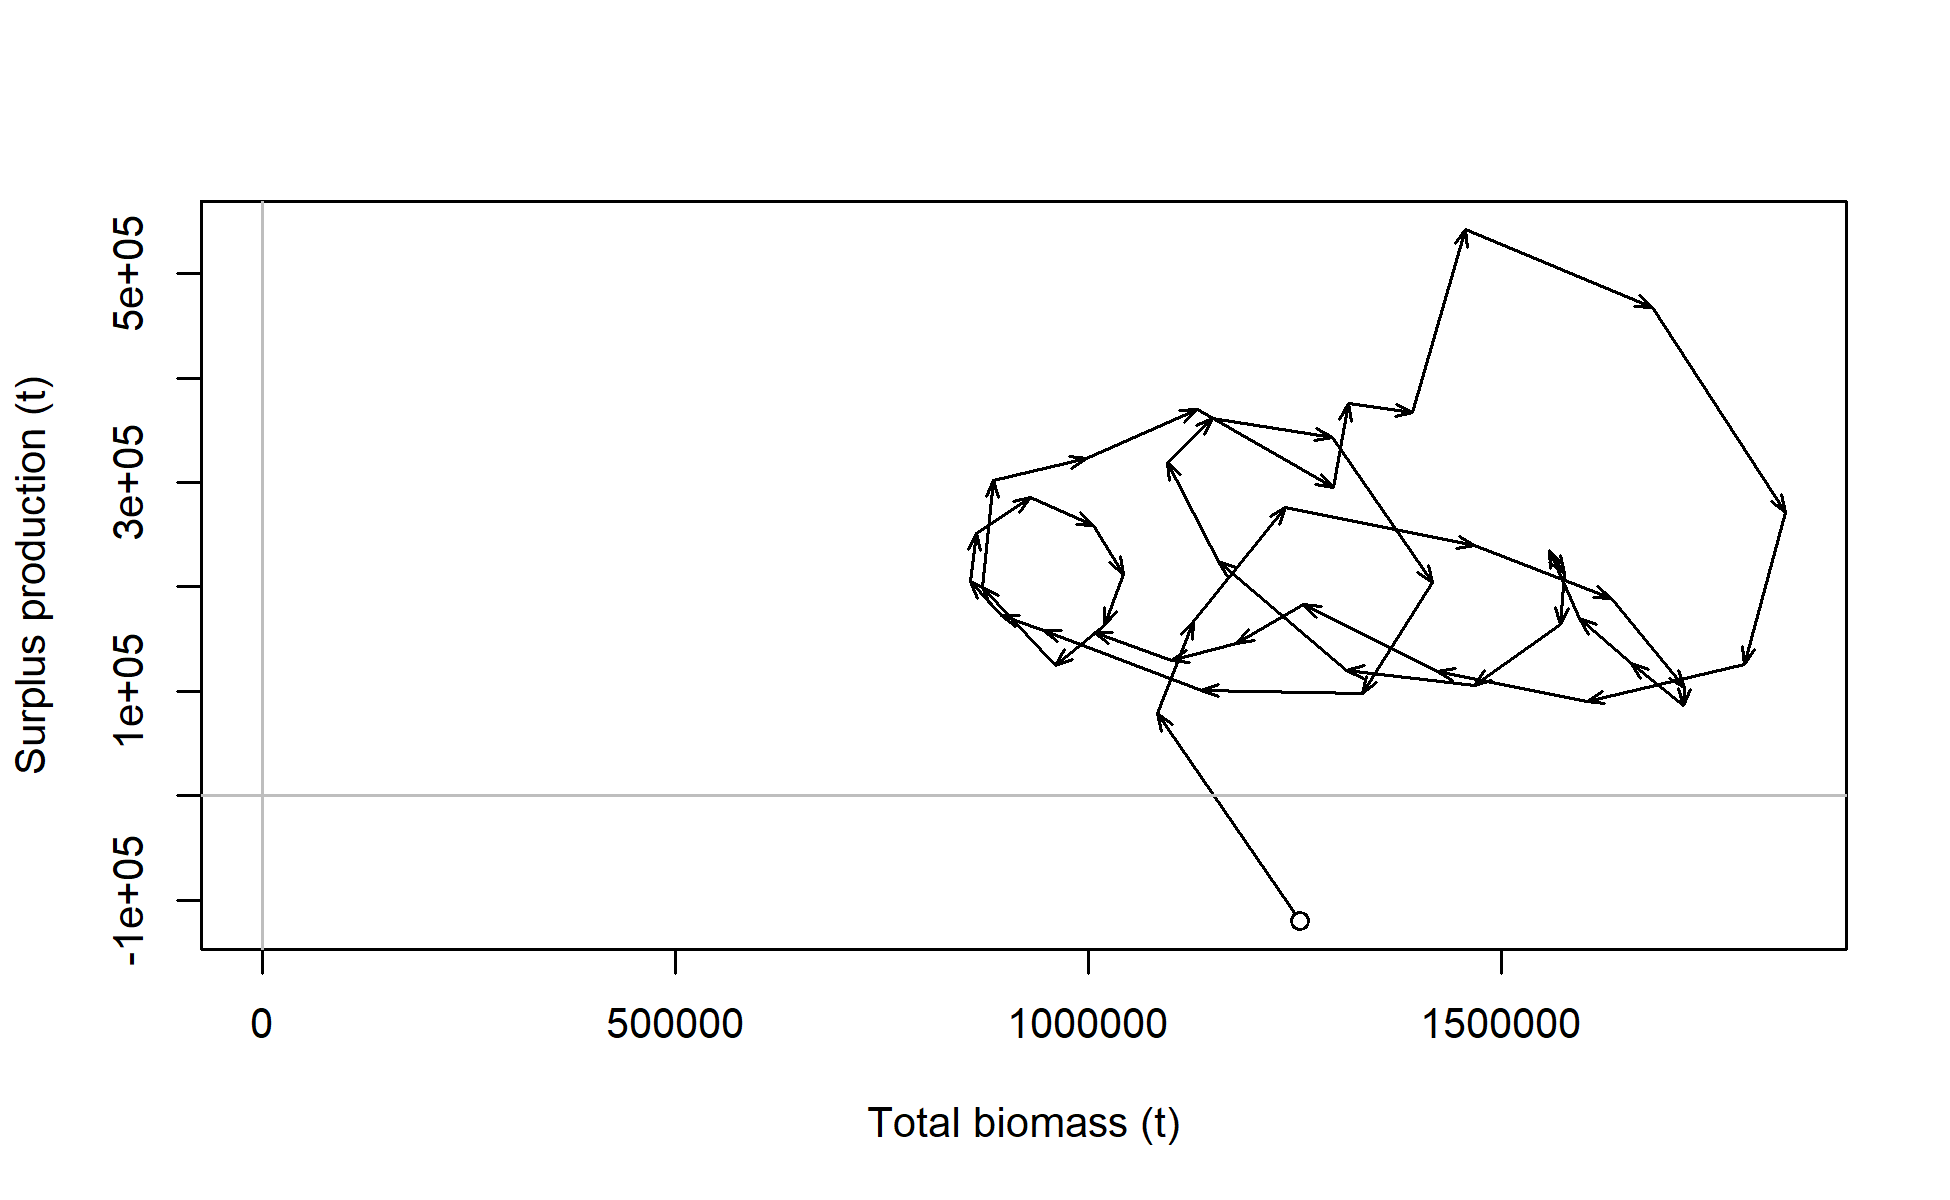 Surplus production (t)
5e+05
3e+05
1e+05
-1e+05
0
500000
1000000
1500000
Total biomass (t)